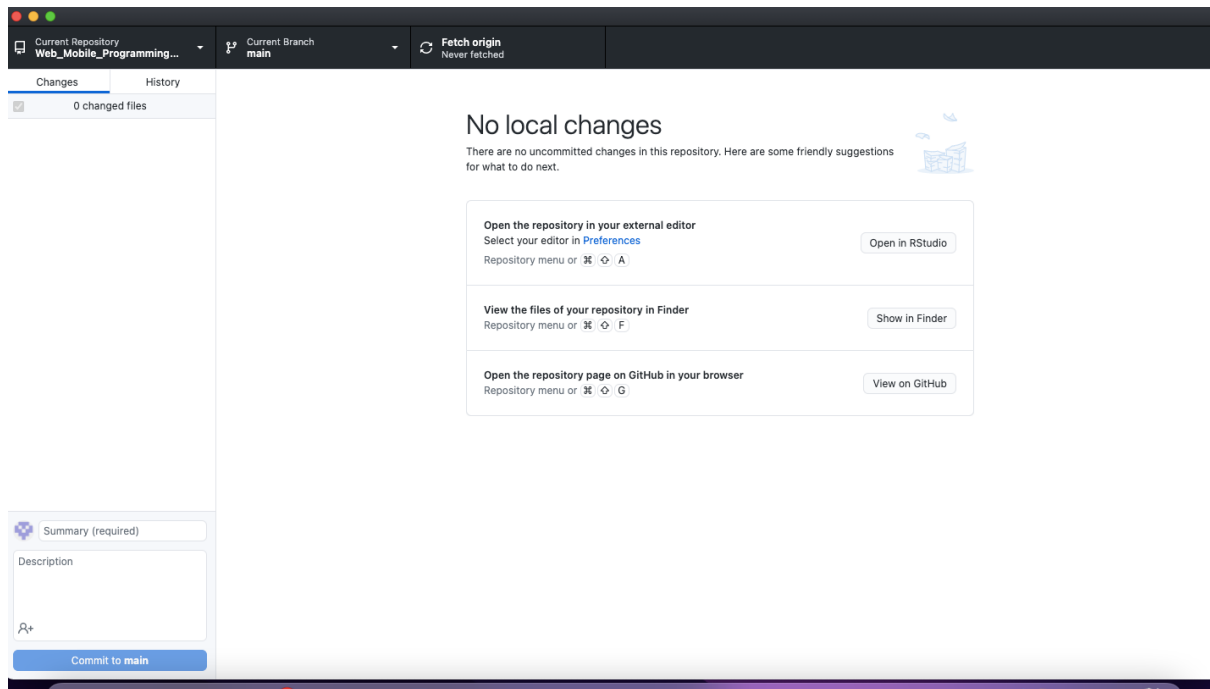 Current Repository
Web_Mobile_Programming...
Current Branch
main
Fetch origin
Never fetched
Changes
History
0 changed files
No local changes
There are no uncommitted changes in this repository. Here are some friendly suggestions
for what to do next.
Open the repository in your external editor
Select your editor in Preferences
Repository menu or ⌘ ⇧ A
Open in RStudio
View the files of your repository in Finder
Repository menu or ⌘ ⇧ F
Show in Finder
Open the repository page on GitHub in your browser
Repository menu or ⌘ ⇧ G
View on GitHub
Summary (required)
Description
Commit to main